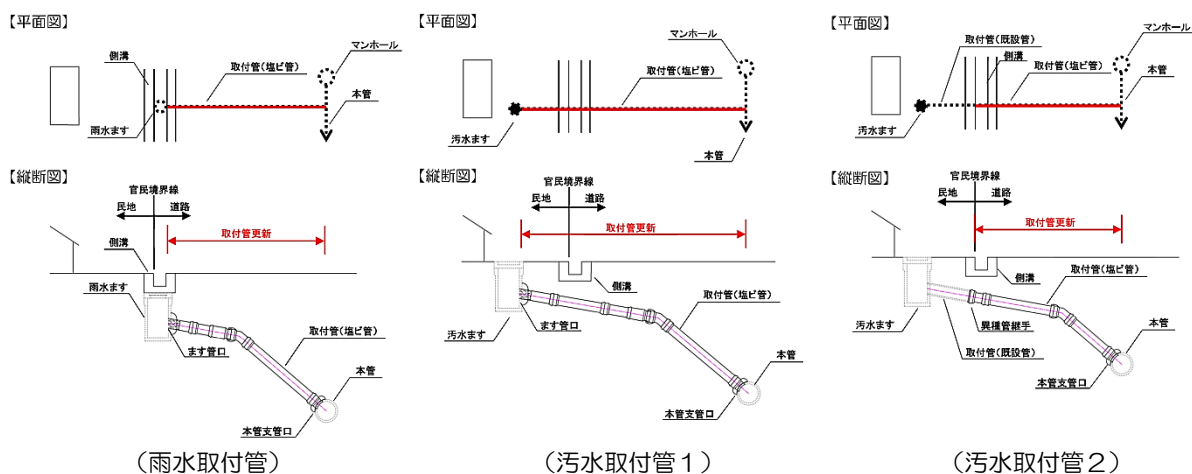 【平面図】
マンホール
側溝
取付管(塩ビ管)
雨水ます
本管
【縦断図】
官民境界線
民地
道路
取付管更新
側溝
雨水ます
取付管(塩ビ管)
ます管口
本管
本管支管口
(雨水取付管)
【平面図】
マンホール
側溝
取付管(塩ビ管)
汚水ます
本管
【縦断図】
官民境界線
民地
道路
取付管更新
側溝
取付管(塩ビ管)
汚水ます
ます管口
本管
本管支管口
(汚水取付管1)
【平面図】
取付管(既設管)
マンホール
側溝
取付管(塩ビ管)
汚水ます
本管
【縦断図】
官民境界線
民地
道路
取付管更新
側溝
取付管(塩ビ管)
汚水ます
異種管継手
本管
取付管(既設管)
本管支管口
(汚水取付管2)